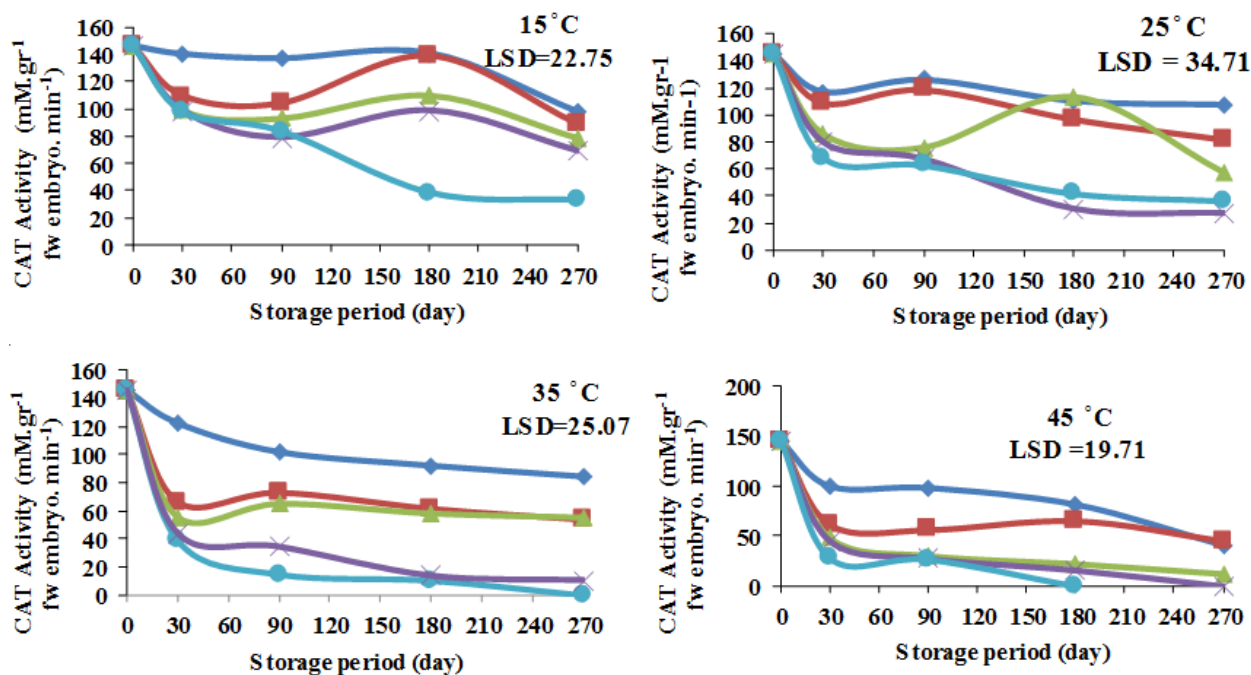 15 °C
LSD=22.75
CAT Activity (mM.gr-1
fw embryo. min-1)
160
140
120
100
80
60
40
20
0
0 30 60 90 120 150 180 210 240 270
Storage period (day)
25 °C
LSD = 34.71
CAT Activity (mM.gr-1
fw embryo. min-1)
160
140
120
100
80
60
40
20
0
0 30 60 90 120 150 180 210 240 270
Storage period (day)
35 °C
LSD=25.07
CAT Activity (mM.gr-1
fw embryo. min-1)
160
140
120
100
80
60
40
20
0
0 30 60 90 120 150 180 210 240 270
Storage period (day)
45 °C
LSD =19.71
CAT Activity (mM.gr-1
fw embryo. min-1)
200
150
100
50
0
0 30 60 90 120 150 180 210 240 270
Storage period (day)